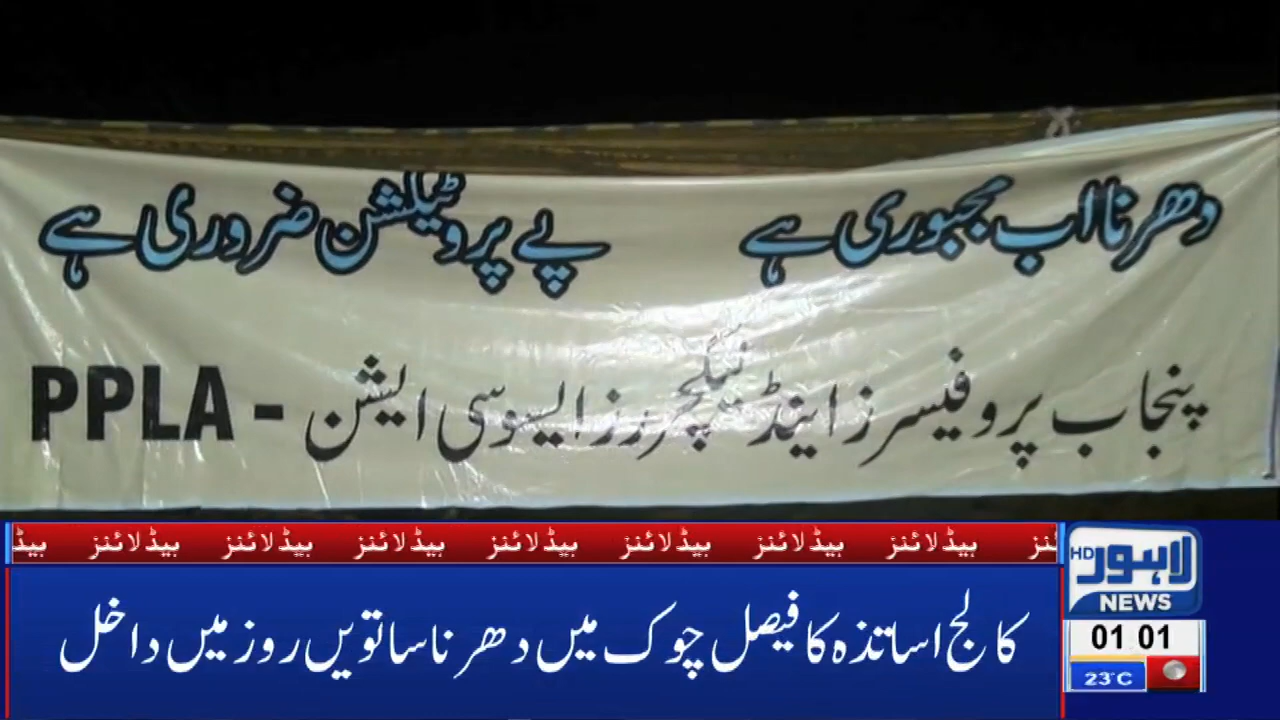 دھرنا اب مجبوری ہے پے پروٹیکشن ضروری ہے
پنجاب پروفیسرز اینڈ لیکچررز ایسوسی ایشن - PPLA
ہیڈلائنز ہیڈلائنز ہیڈلائنز ہیڈلائنز ہیڈلائنز ہیڈلائنز ہیڈلائنز
کالج اساتذہ کا فیصل چوک میں دھرنا ساتویں روز میں داخل
لاہور HD
NEWS
01 01
23°C